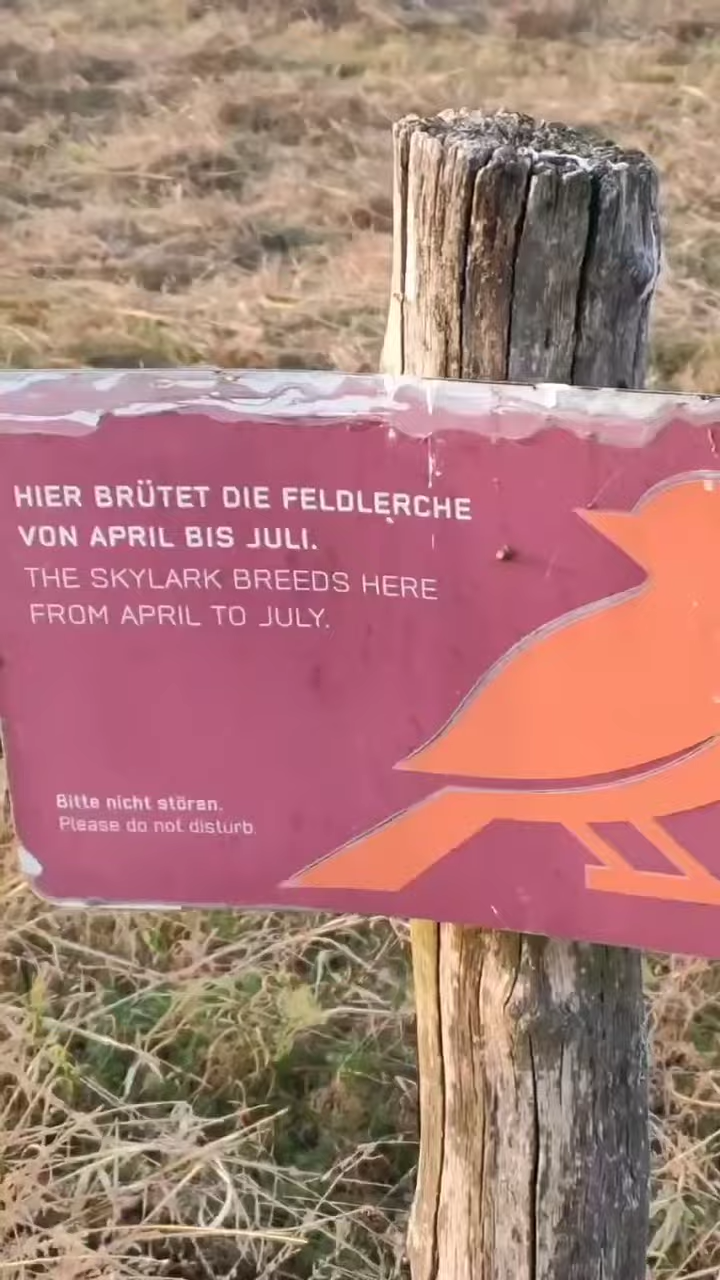 HIER BRÜTET DIE FELDLERCHE
VON APRIL BIS JULI.
THE SKYLARK BREEDS HERE
FROM APRIL TO JULY.
Bitte nicht stören.
Please do not disturb.